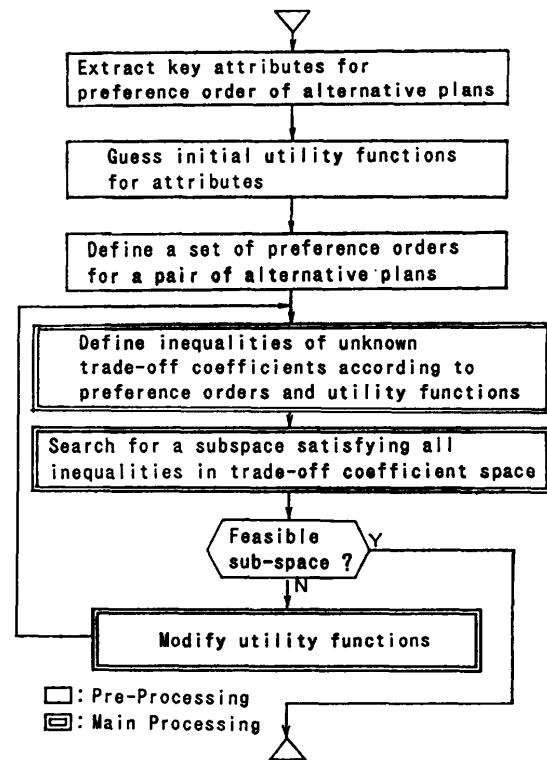 Extract key attributes for
preference order of alternative plans
Guess initial utility functions
for attributes
Define a set of preference orders
for a pair of alternative plans
Define inequalities of unknown
trade-off coefficients according to
preference orders and utility functions
Search for a subspace satisfying all
inequalities in trade-off coefficient space
Feasible
sub-space ?
Y
N
Modify utility functions
: Pre-Processing
: Main Processing